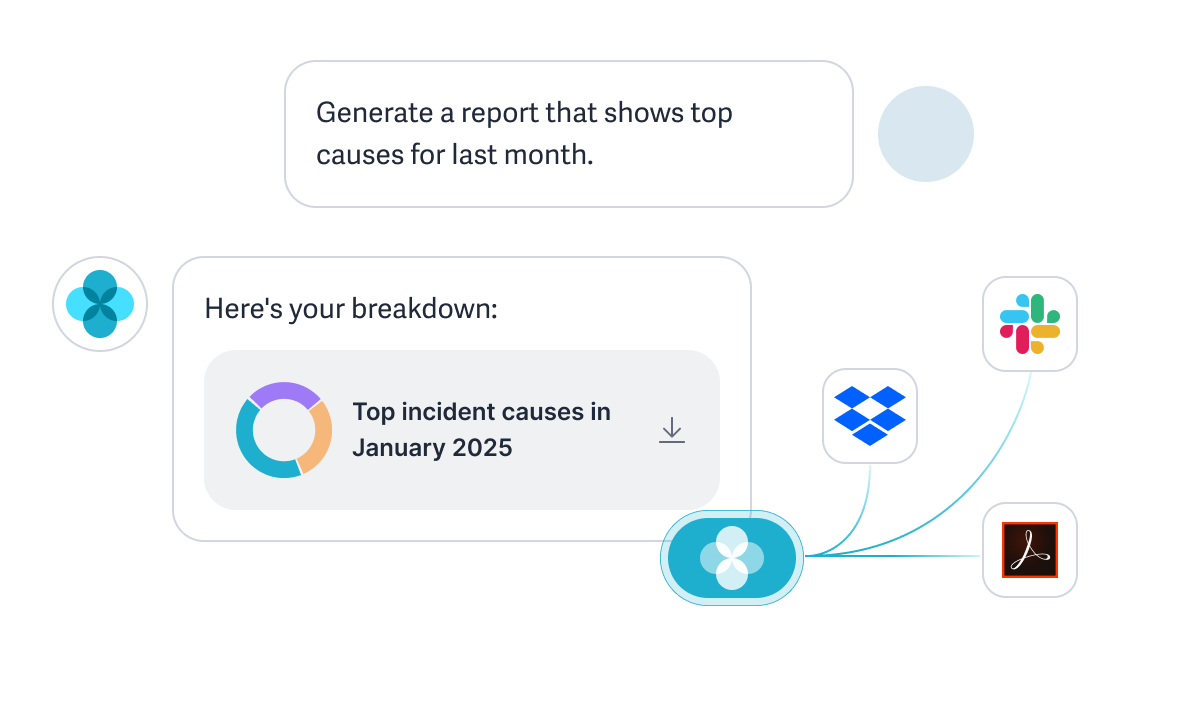 Generate a report that shows top
causes for last month.
Here's your breakdown:
Top incident causes in
January 2025